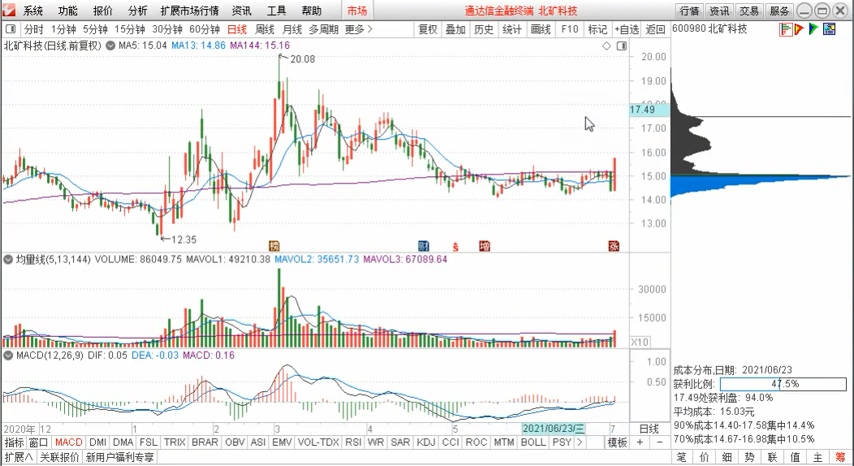 系统 功能 报价 分析 扩展市场行情 资讯 工具 帮助 市场 通达信金融终端 北矿科技 行情 资讯 交易 服务
分时 1分钟 5分钟 15分钟 30分钟 60分钟 日线 周线 月线 多周期 更多> 复权 叠加 历史 统计 画线 F10 标记 +自选 返回 600980 北矿科技
北矿科技(日线.前复权) MA5: 15.04 MA13: 14.86 MA144: 15.16
20.08
20.00
19.00
18.00
17.49
17.00
16.00
15.00
14.00
13.00
12.35
财 增 涨
均量线(5,13,144) VOLUME: 86049.75 MAVOL1: 49210.38 MAVOL2: 35651.73 MAVOL3: 67089.64
30000
15000
X10
MACD(12,26,9) DIF: 0.05 DEA: -0.03 MACD: 0.16
1.00
0.50
成本分布,日期: 2021/06/23
获利比例: 47.5%
17.49处获利盘: 94.0%
平均成本: 15.03元
90%成本14.40-17.58集中14.4%
70%成本14.67-16.98集中10.5%
2020年 12 1 2 3 4 5 2021/06/23/三 7 日线
指标 窗口 MACD DMI DMA FSL TRIX BRAR CR VR OBV ASI EMV VOL-TDX RSI WR SAR KDJ CCI ROC MTM BOLL PSY > 模板 + -
扩展∧ 关联报价 新用户福利专享 笔 价 细 势 联 值 主 筹